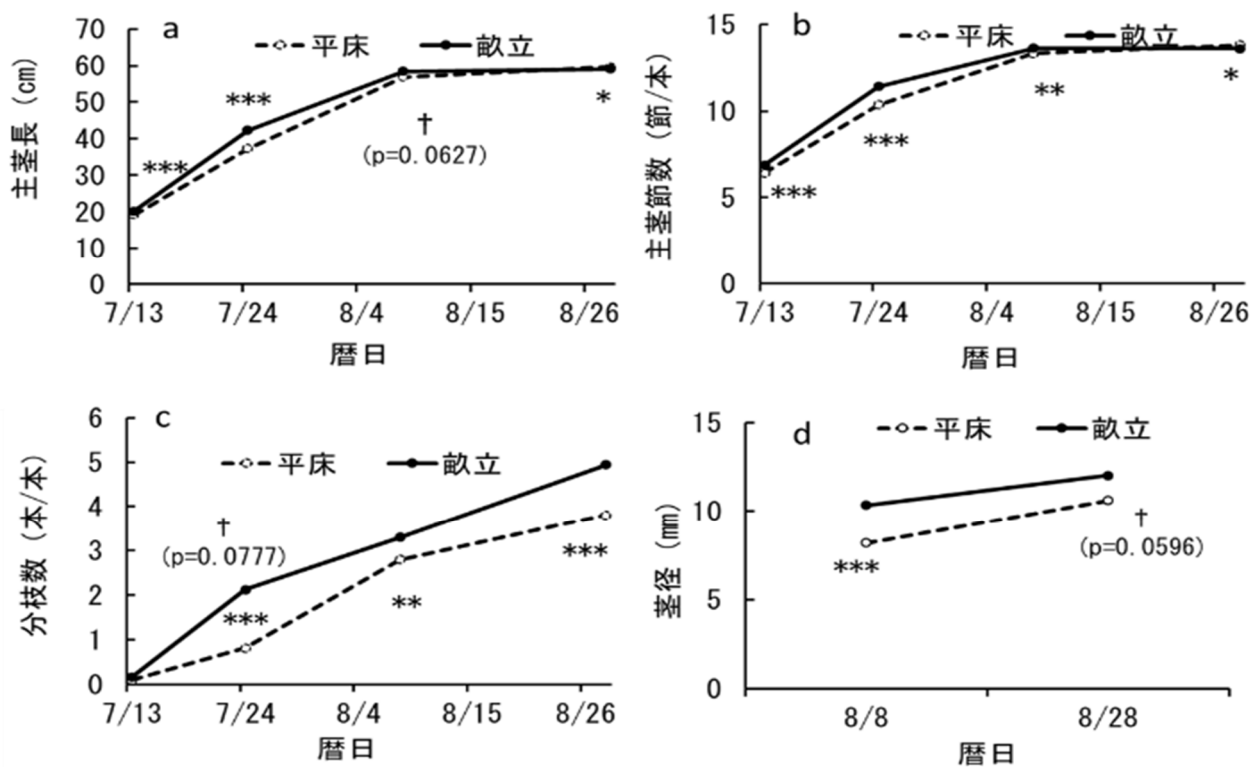 a
平床 畝立
主茎長 (cm)
70
60
50
40
30
20
10
0
***
***
†
(p=0.0627)
*
7/13 7/24 8/4 8/15 8/26
暦日
b
平床 畝立
主茎節数 (節/本)
15
10
5
0
***
***
**
*
7/13 7/24 8/4 8/15 8/26
暦日
c
平床 畝立
分枝数 (本/本)
6
5
4
3
2
1
0
†
(p=0.0777)
***
**
***
7/13 7/24 8/4 8/15 8/26
暦日
d
平床 畝立
茎径 (mm)
15
10
5
0
***
†
(p=0.0596)
8/8 8/28
暦日